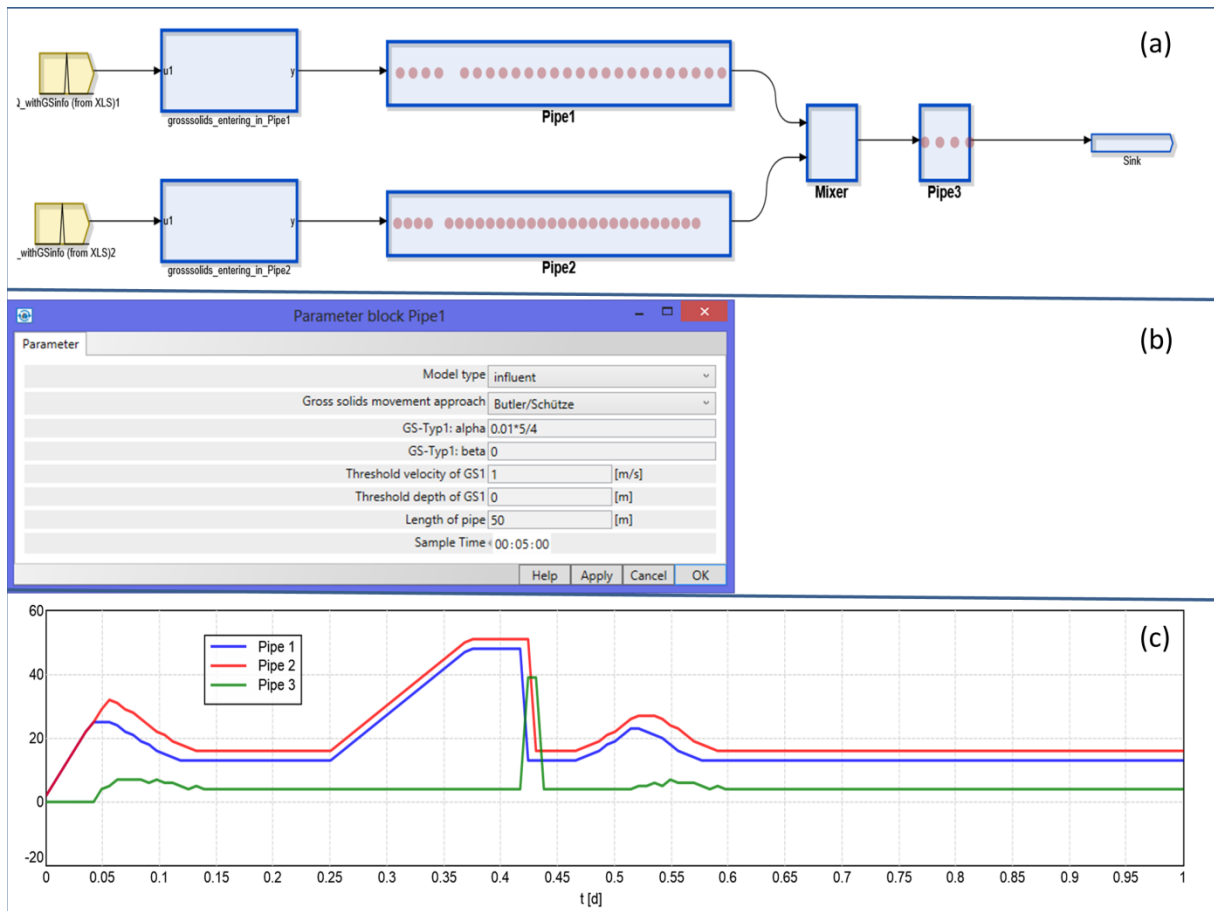 (a)
Q_withGSinfo (from XLS)1
u1
y
grosssolids_entering_in_Pipe1
Pipe1
Mixer
Pipe3
Sink
_withGSinfo (from XLS)2
u1
y
grosssolids_entering_in_Pipe2
Pipe2
(b)
Parameter block Pipe1
Parameter
Model type influent
Gross solids movement approach Butler/Schütze
GS-Typ1: alpha 0.01*5/4
GS-Typ1: beta 0
Threshold velocity of GS1 1 [m/s]
Threshold depth of GS1 0 [m]
Length of pipe 50 [m]
Sample Time 00:05:00
Help Apply Cancel OK
(c)
Pipe 1
Pipe 2
Pipe 3
60
40
20
0
-20
0 0.05 0.1 0.15 0.2 0.25 0.3 0.35 0.4 0.45 0.5 0.55 0.6 0.65 0.7 0.75 0.8 0.85 0.9 0.95 1
t [d]